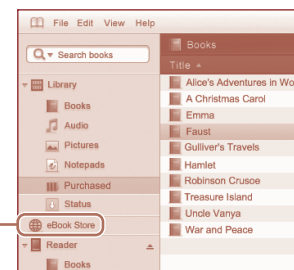 File Edit View Help
Search books
Library
Books
Audio
Pictures
Notepads
Purchased
Status
eBook Store
Reader
Books
Books
Title
Alice's Adventures in Wo
A Christmas Carol
Emma
Faust
Gulliver's Travels
Hamlet
Robinson Crusoe
Treasure Island
Uncle Vanya
War and Peace